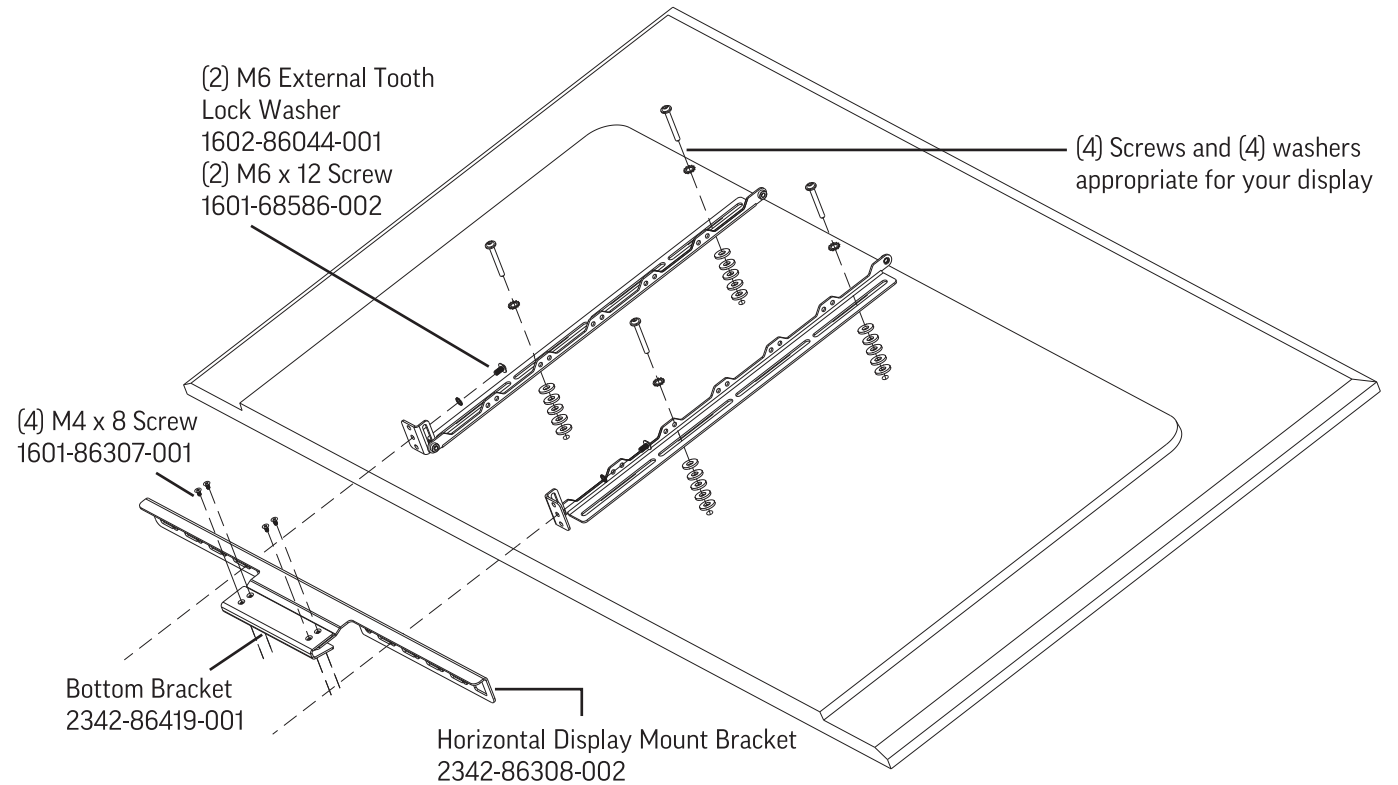 (2) M6 External Tooth
Lock Washer
1602-86044-001
(2) M6 x 12 Screw
1601-68586-002
(4) Screws and (4) washers
appropriate for your display
(4) M4 x 8 Screw
1601-86307-001
Bottom Bracket
2342-86419-001
Horizontal Display Mount Bracket
2342-86308-002